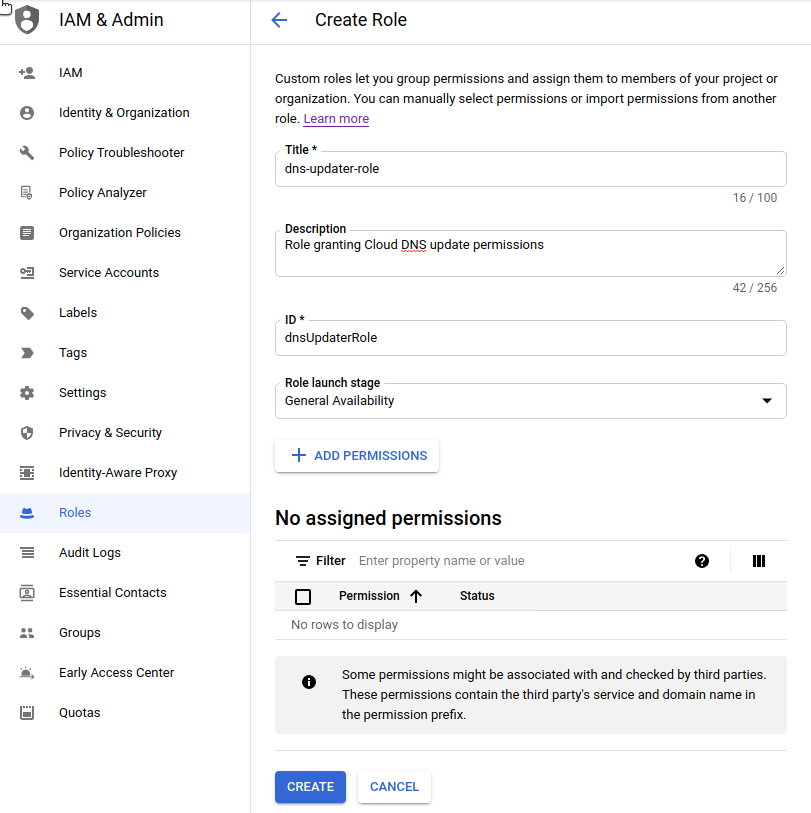 IAM & Admin
IAM
Identity & Organization
Policy Troubleshooter
Policy Analyzer
Organization Policies
Service Accounts
Labels
Tags
Settings
Privacy & Security
Identity-Aware Proxy
Roles
Audit Logs
Essential Contacts
Groups
Early Access Center
Quotas
Create Role
Custom roles let you group permissions and assign them to members of your project or
organization. You can manually select permissions or import permissions from another
role. Learn more
Title *
dns-updater-role
16 / 100
Description
Role granting Cloud DNS update permissions
42 / 256
ID *
dnsUpdaterRole
Role launch stage
General Availability
ADD PERMISSIONS
No assigned permissions
Filter Enter property name or value
Permission Status
No rows to display
Some permissions might be associated with and checked by third parties.
These permissions contain the third party's service and domain name in
the permission prefix.
CREATE CANCEL